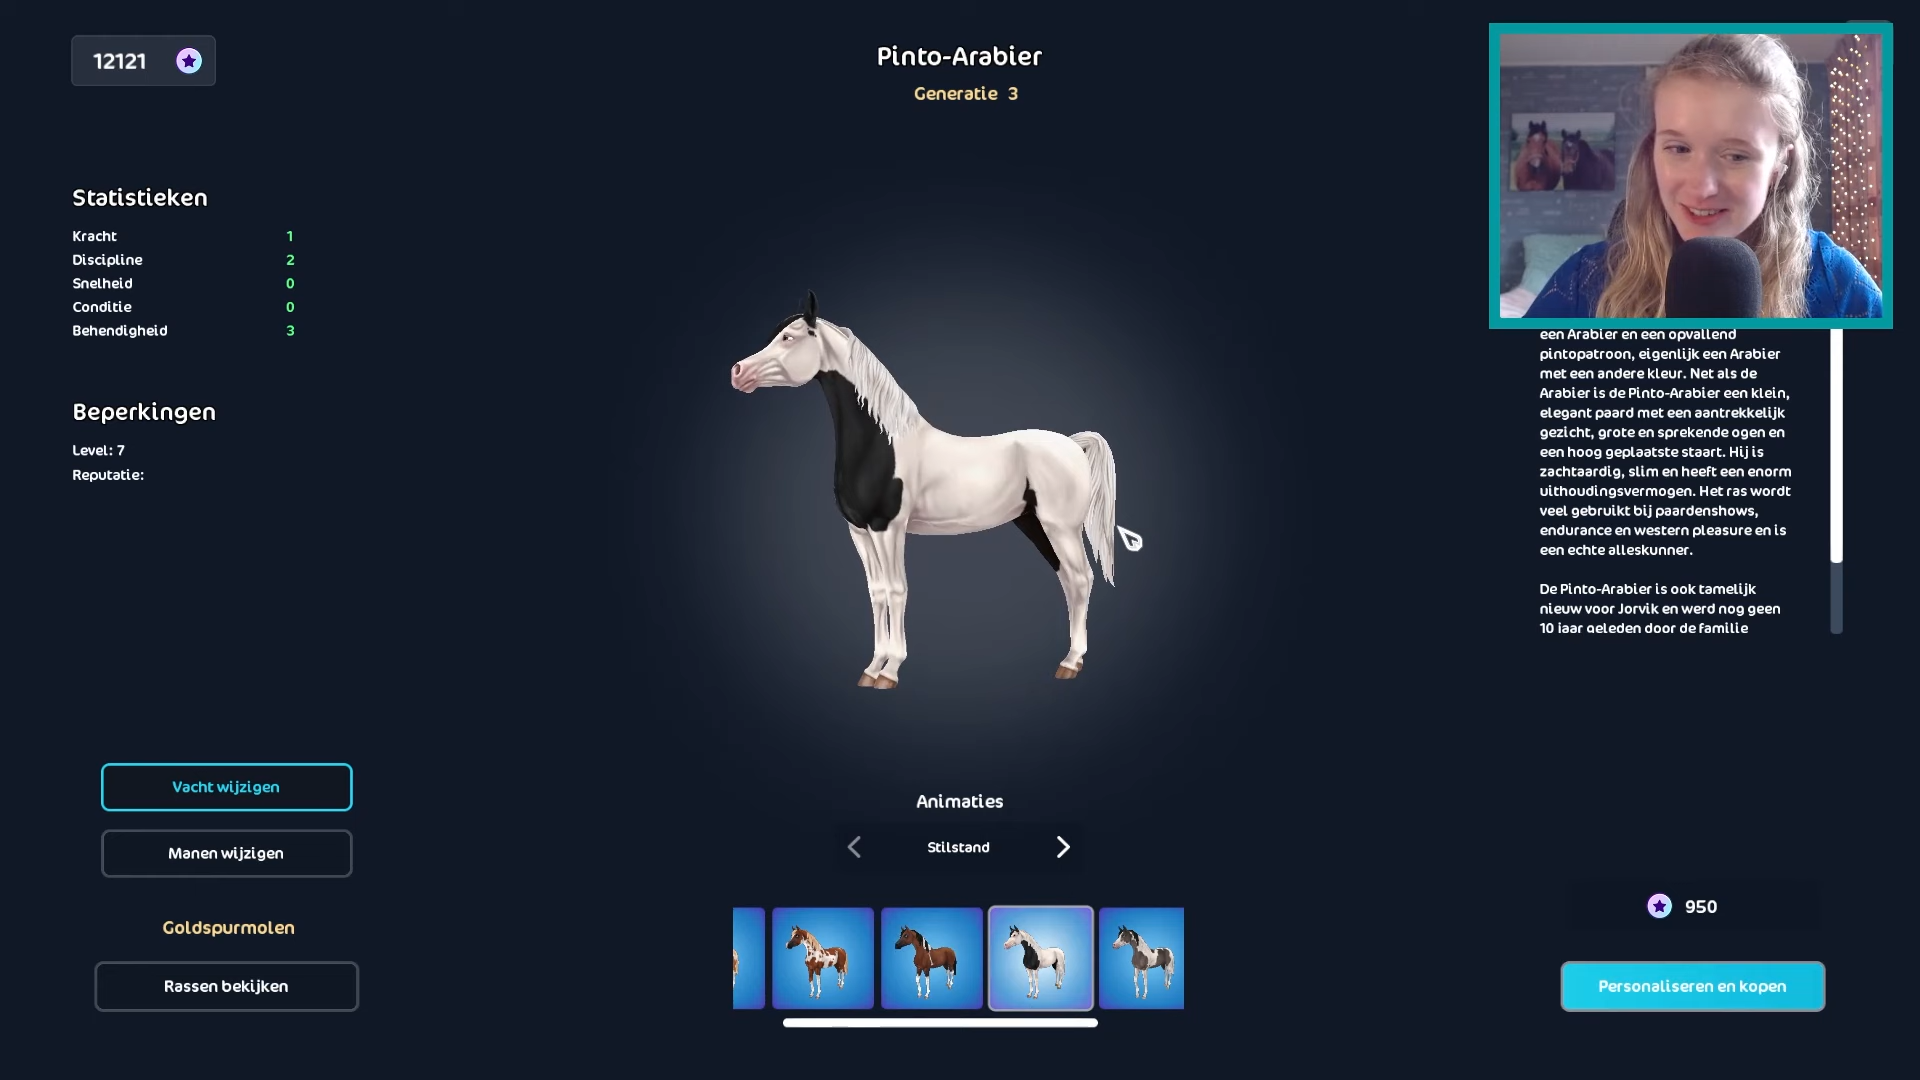 12121
Pinto-Arabier
Generatie 3
Statistieken
Kracht 1
Discipline 2
Snelheid 0
Conditie 0
Behendigheid 3
Beperkingen
Level: 7
Reputatie:
een Arabier en een opvallend
pintopatroon, eigenlijk een Arabier
met een andere kleur. Net als de
Arabier is de Pinto-Arabier een klein,
elegant paard met een aantrekkelijk
gezicht, grote en sprekende ogen en
een hoog geplaatste staart. Hij is
zachtaardig, slim en heeft een enorm
uithoudingsvermogen. Het ras wordt
veel gebruikt bij paardenshows,
endurance en western pleasure en is
een echte alleskunner.
De Pinto-Arabier is ook tamelijk
nieuw voor Jorvik en werd nog geen
10 jaar geleden door de familie
Vacht wijzigen
Manen wijzigen
Goldspurmolen
Rassen bekijken
Animaties
Stilstand
950
Personaliseren en kopen